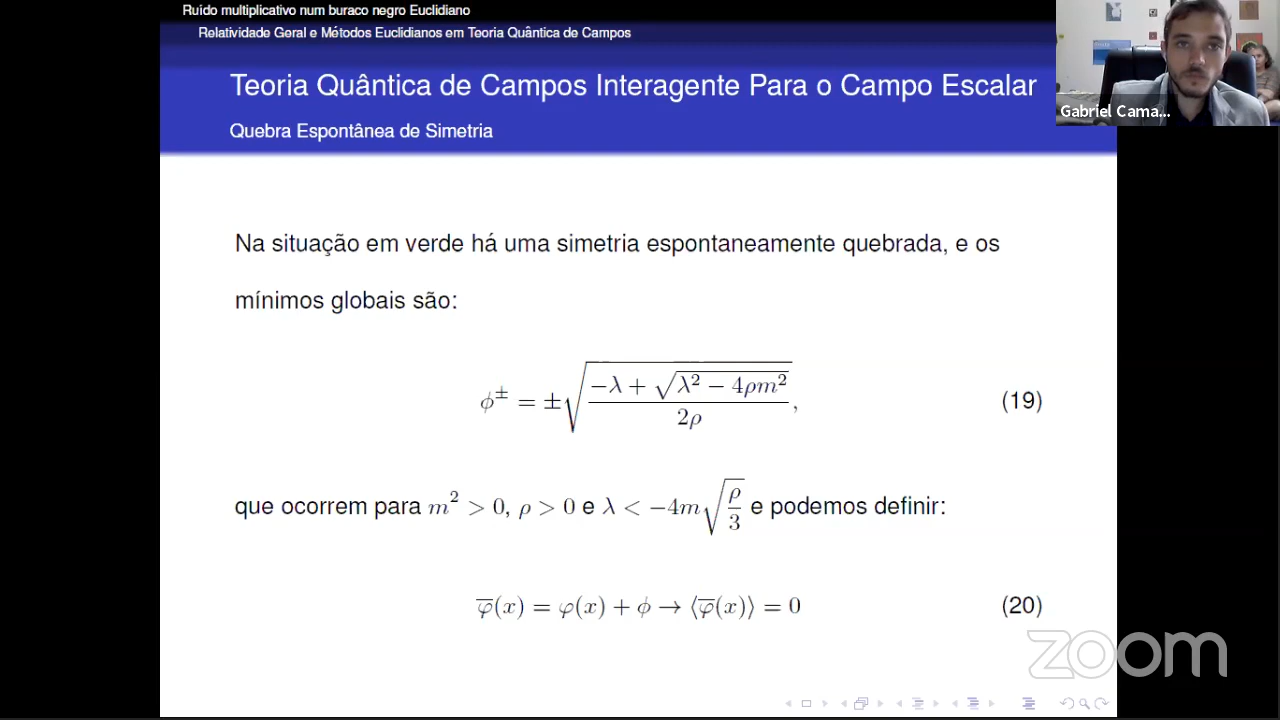 Ruído multiplicativo num buraco negro Euclidiano
Relatividade Geral e Métodos Euclidianos em Teoria Quântica de Campos
Teoria Quântica de Campos Interagente Para o Campo Escalar
Quebra Espontânea de Simetria
Gabriel Cama...
Na situação em verde há uma simetria espontaneamente quebrada, e os
mínimos globais são:
ϕ^± = ±√((−λ + √(λ² − 4ρm²))/(2ρ)), (19)
que ocorrem para m² > 0, ρ > 0 e λ < −4m√(ρ/3) e podemos definir:
φ̅(x) = φ(x) + ϕ → ⟨φ̅(x)⟩ = 0 (20)
zoom